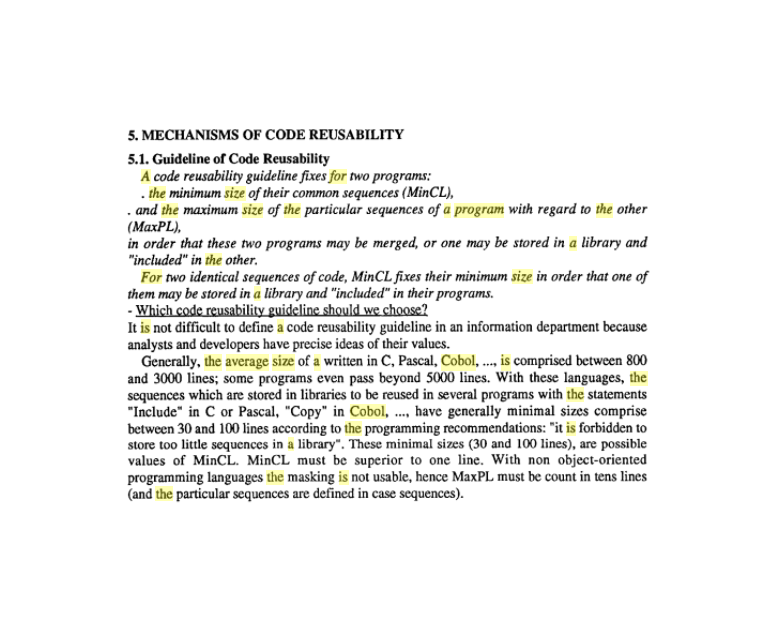 5. MECHANISMS OF CODE REUSABILITY
5.1. Guideline of Code Reusability
A code reusability guideline fixes for two programs:
. the minimum size of their common sequences (MinCL),
. and the maximum size of the particular sequences of a program with regard to the other
(MaxPL),
in order that these two programs may be merged, or one may be stored in a library and
"included" in the other.
For two identical sequences of code, MinCL fixes their minimum size in order that one of
them may be stored in a library and "included" in their programs.
- Which code reusability guideline should we choose?
It is not difficult to define a code reusability guideline in an information department because
analysts and developers have precise ideas of their values.
Generally, the average size of a written in C, Pascal, Cobol, ..., is comprised between 800
and 3000 lines; some programs even pass beyond 5000 lines. With these languages, the
sequences which are stored in libraries to be reused in several programs with the statements
"Include" in C or Pascal, "Copy" in Cobol, ..., have generally minimal sizes comprise
between 30 and 100 lines according to the programming recommendations: "it is forbidden to
store too little sequences in a library". These minimal sizes (30 and 100 lines), are possible
values of MinCL. MinCL must be superior to one line. With non object-oriented
programming languages the masking is not usable, hence MaxPL must be count in tens lines
(and the particular sequences are defined in case sequences).